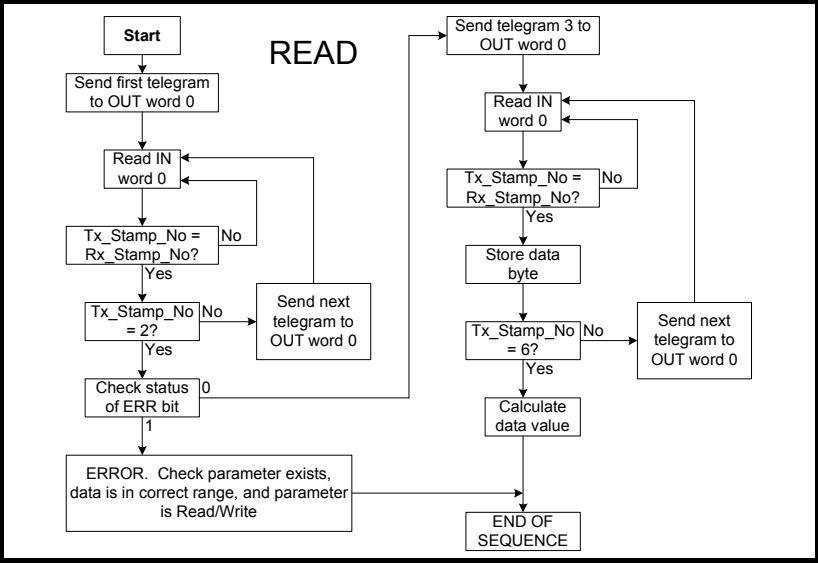 READ
Start
Send first telegram
to OUT word 0
Read IN
word 0
Tx_Stamp_No =
Rx_Stamp_No?
No
Yes
Tx_Stamp_No
= 2?
No
Yes
Send next
telegram to
OUT word 0
Check status
of ERR bit
0
1
ERROR.  Check parameter exists,
data is in correct range, and parameter
is Read/Write
Send telegram 3 to
OUT word 0
Read IN
word 0
Tx_Stamp_No =
Rx_Stamp_No?
No
Yes
Store data
byte
Tx_Stamp_No
= 6?
No
Yes
Send next
telegram to
OUT word 0
Calculate
data value
END OF
SEQUENCE